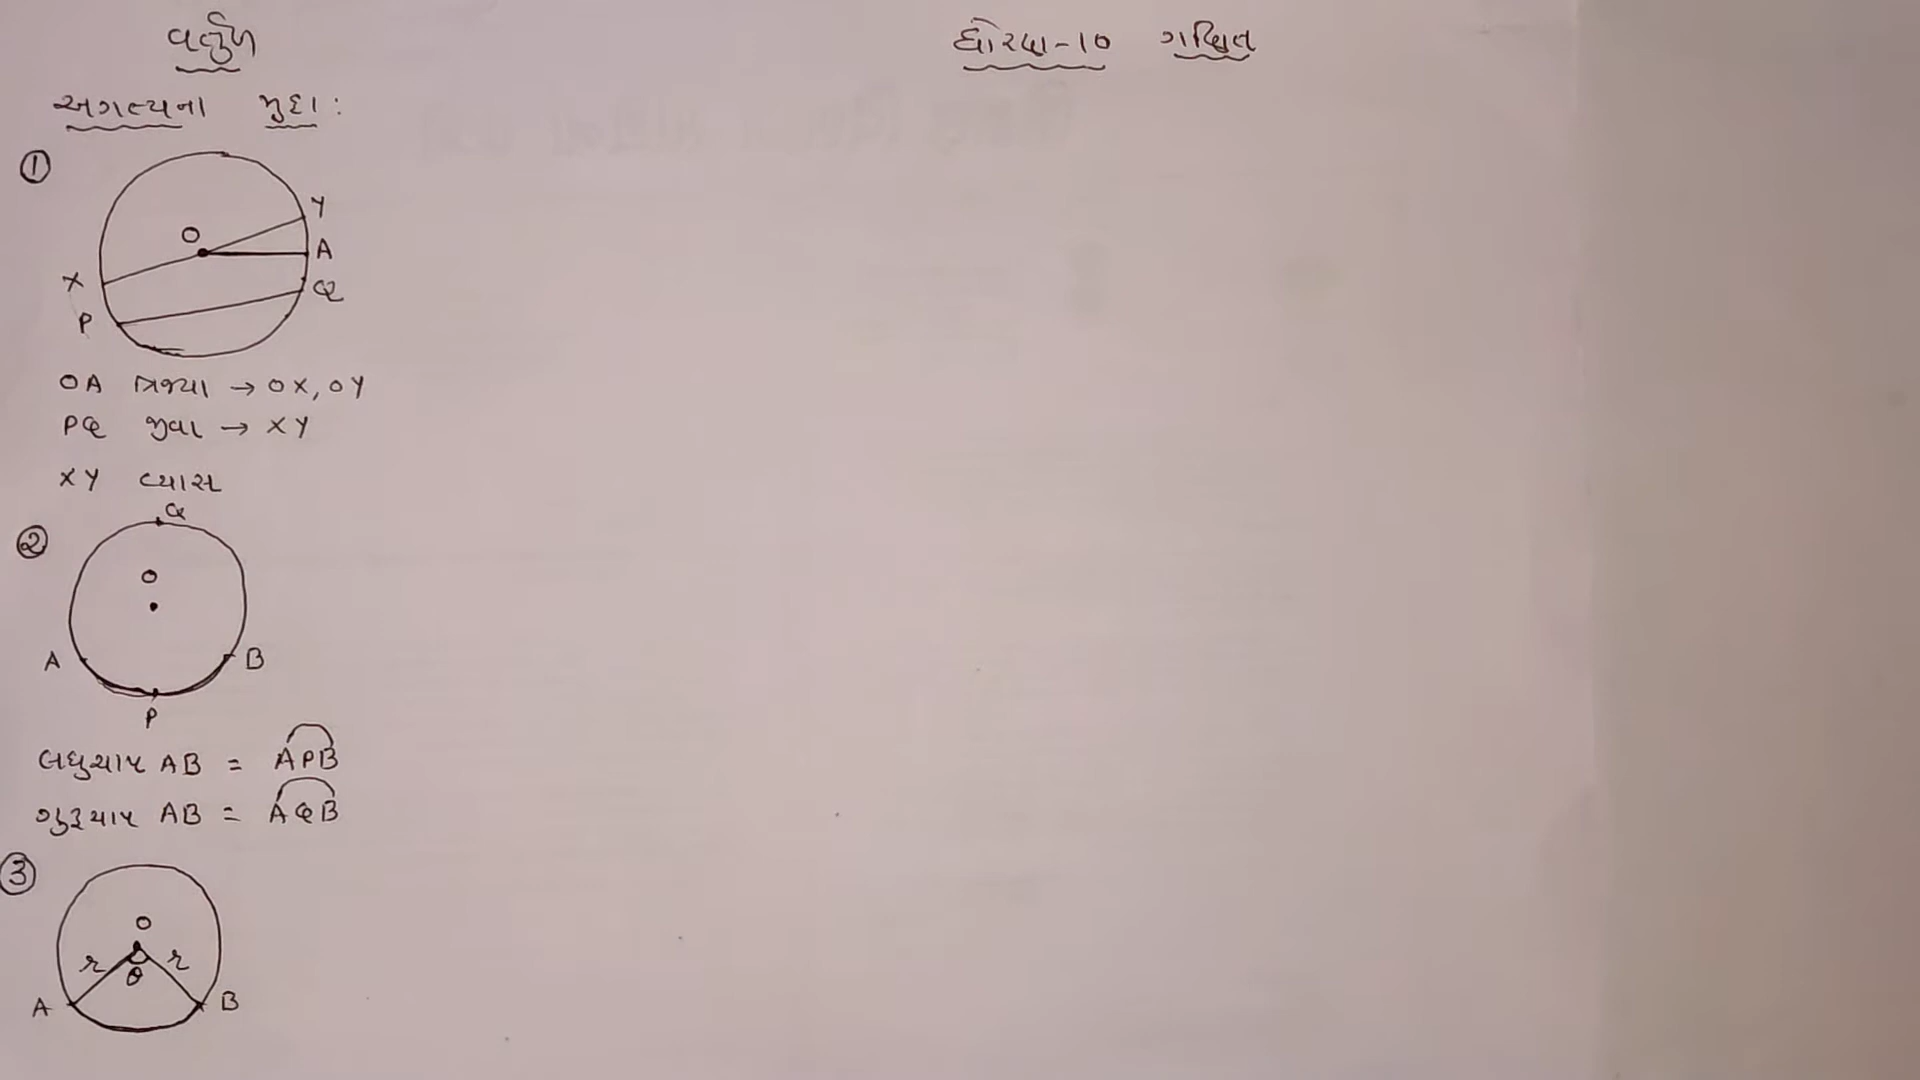 વર્તુળ
ધોરણ-10 ગણિત
અગત્યના મુદ્દા :
①
Y
O
A
X
Q
P
OA ત્રિજ્યા → OX, OY
PQ જીવા → XY
XY વ્યાસ
②
Q
O
A
B
P
લઘુચાપ AB = APB
ગુરૂચાપ AB = AQB
③
O
r r
θ
A
B